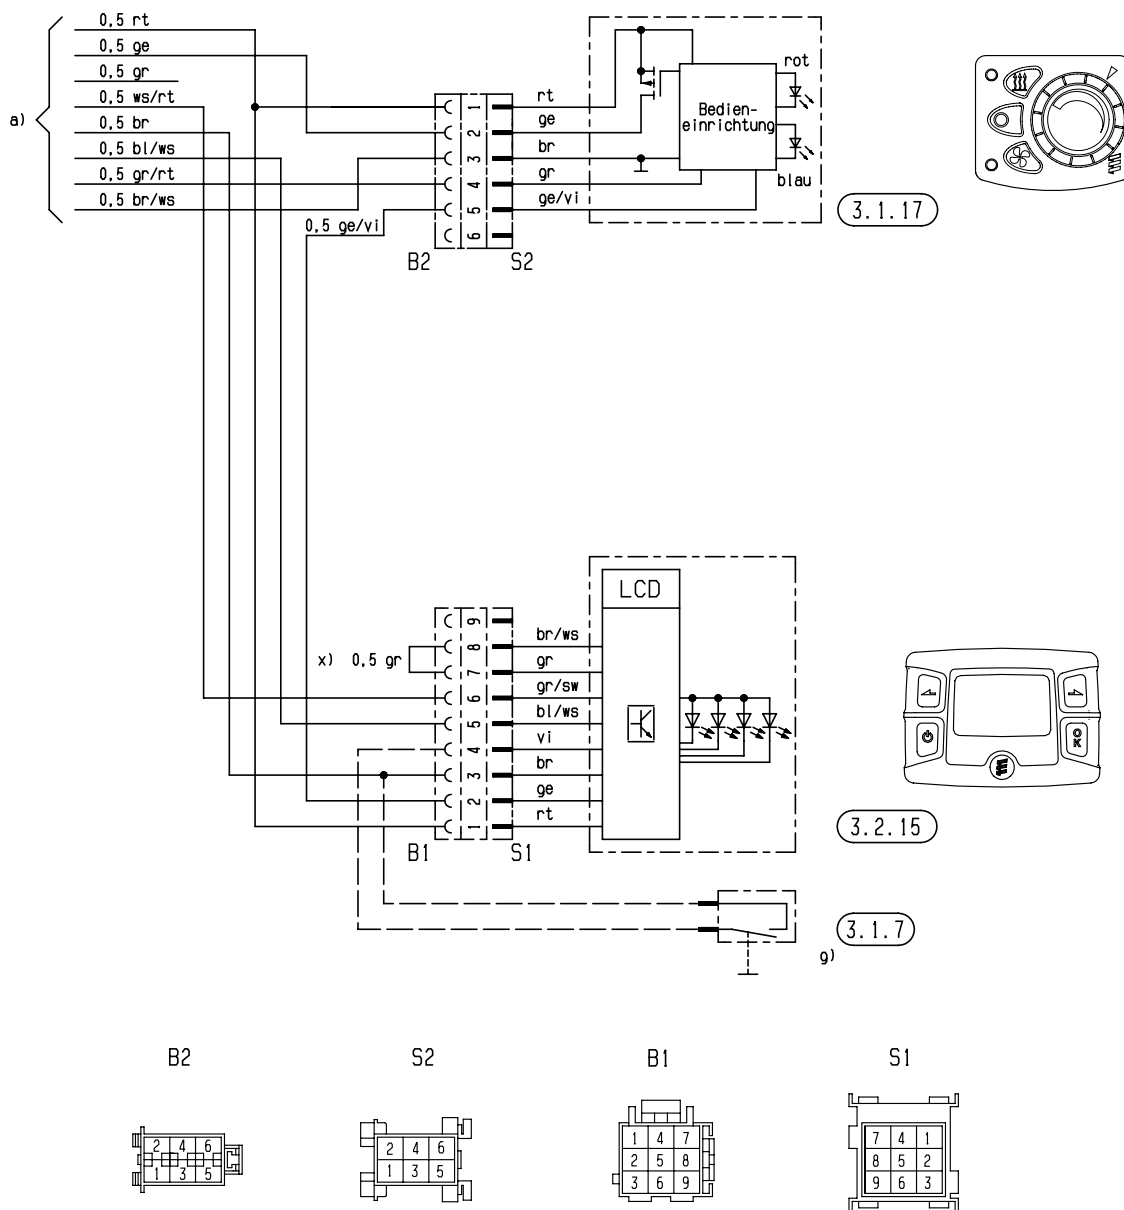 0,5 rt
0,5 ge
0,5 gr
0,5 ws/rt
a) 0,5 br
0,5 bl/ws
0,5 gr/rt
0,5 br/ws
0,5 ge/vi
1
2
3
4
5
6
B2 S2
rt
ge
br
gr
ge/vi
Bedien-
einrichtung
rot
blau
3.1.17
LCD
x) 0,5 gr
9
8
7
6
5
4
3
2
1
B1 S1
br/ws
gr
gr/sw
bl/ws
vi
br
ge
rt
OK
3.2.15
3.1.7
g)
B2 S2 B1 S1
2 4 6
1 3 5
2 4 6
1 3 5
1 4 7
2 5 8
3 6 9
7 4 1
8 5 2
9 6 3